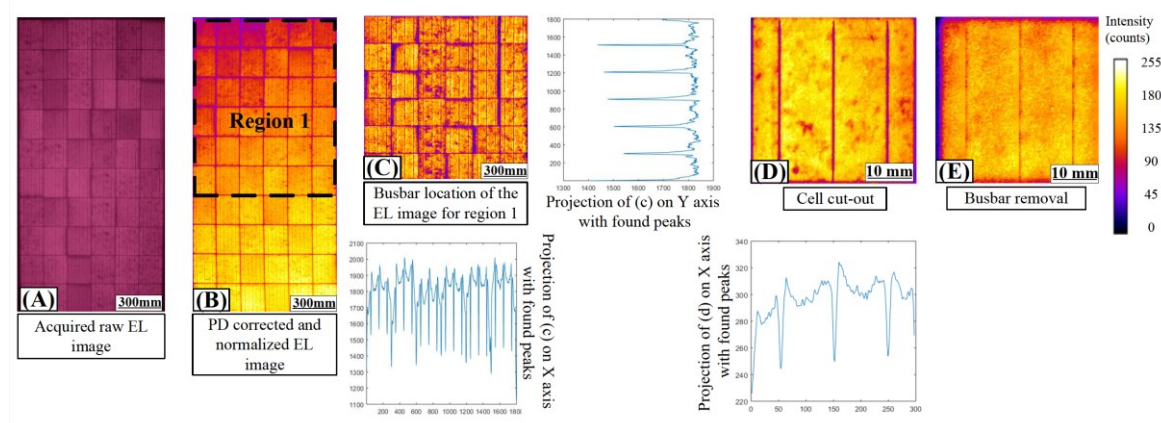 (A)
300mm
Acquired raw EL
image
Region 1
(B)
300mm
PD corrected and
normalized EL
image
(C)
300mm
Busbar location of the
EL image for region 1
1800
1600
1400
1200
1000
800
600
400
200
0
1300 1400 1500 1600 1700 1800 1900
Projection of (c) on Y axis
with found peaks
2100
2000
1900
1800
1700
1600
1500
1400
1300
1200
1100
200 400 600 800 1000 1200 1400 1600 1800
Projection of (c) on X axis
with found peaks
(D)
10 mm
Cell cut-out
(E)
10 mm
Busbar removal
Intensity
(counts)
255
180
135
90
45
0
Projection of (d) on X axis
with found peaks
340
320
300
280
260
240
220
0 50 100 150 200 250 300